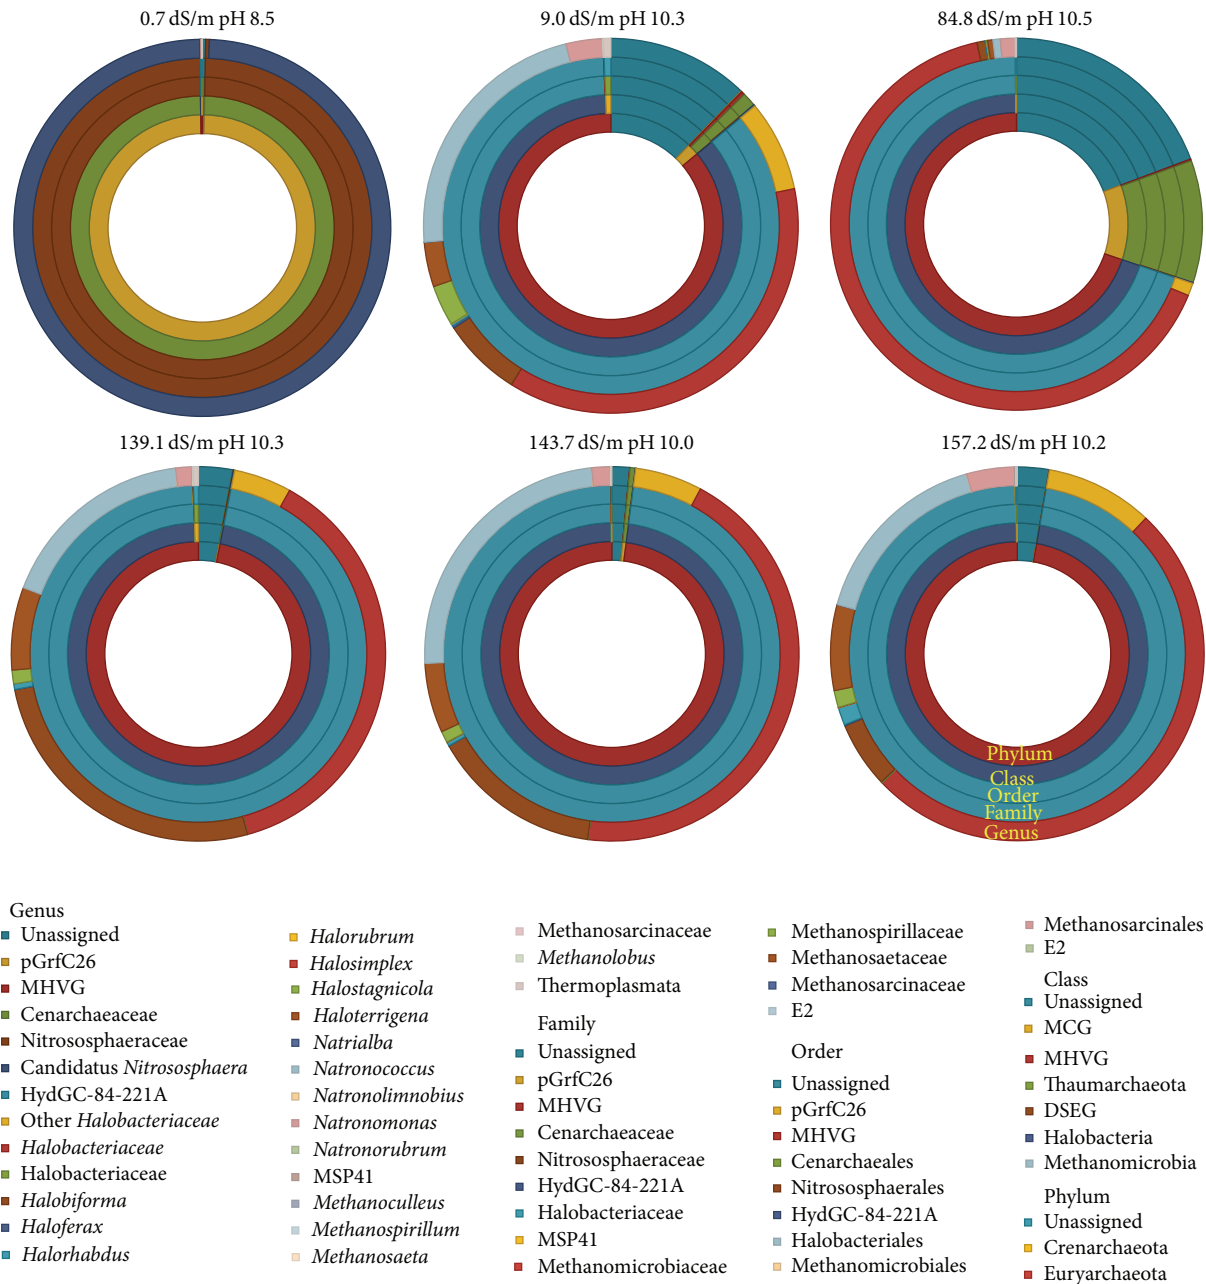 0.7 dS/m pH 8.5
9.0 dS/m pH 10.3
84.8 dS/m pH 10.5
139.1 dS/m pH 10.3
143.7 dS/m pH 10.0
157.2 dS/m pH 10.2
Phylum
Class
Order
Family
Genus
Genus
Unassigned
pGrfC26
MHVG
Cenarchaeaceae
Nitrososphaeraceae
Candidatus Nitrososphaera
HydGC-84-221A
Other Halobacteriaceae
Halobacteriaceae
Halobacteriaceae
Halobiforma
Haloferax
Halorhabdus
Halorubrum
Halosimplex
Halostagnicola
Haloterrigena
Natrialba
Natronococcus
Natronolimnobius
Natronomonas
Natronorubrum
MSP41
Methanoculleus
Methanospirillum
Methanosaeta
Methanosarcinaceae
Methanolobus
Thermoplasmata
Family
Unassigned
pGrfC26
MHVG
Cenarchaeaceae
Nitrososphaeraceae
HydGC-84-221A
Halobacteriaceae
MSP41
Methanomicrobiaceae
Methanospirillaceae
Methanosaetaceae
Methanosarcinaceae
E2
Order
Unassigned
pGrfC26
MHVG
Cenarchaeales
Nitrososphaerales
HydGC-84-221A
Halobacteriales
Methanomicrobiales
Methanosarcinales
E2
Class
Unassigned
MCG
MHVG
Thaumarchaeota
DSEG
Halobacteria
Methanomicrobia
Phylum
Unassigned
Crenarchaeota
Euryarchaeota